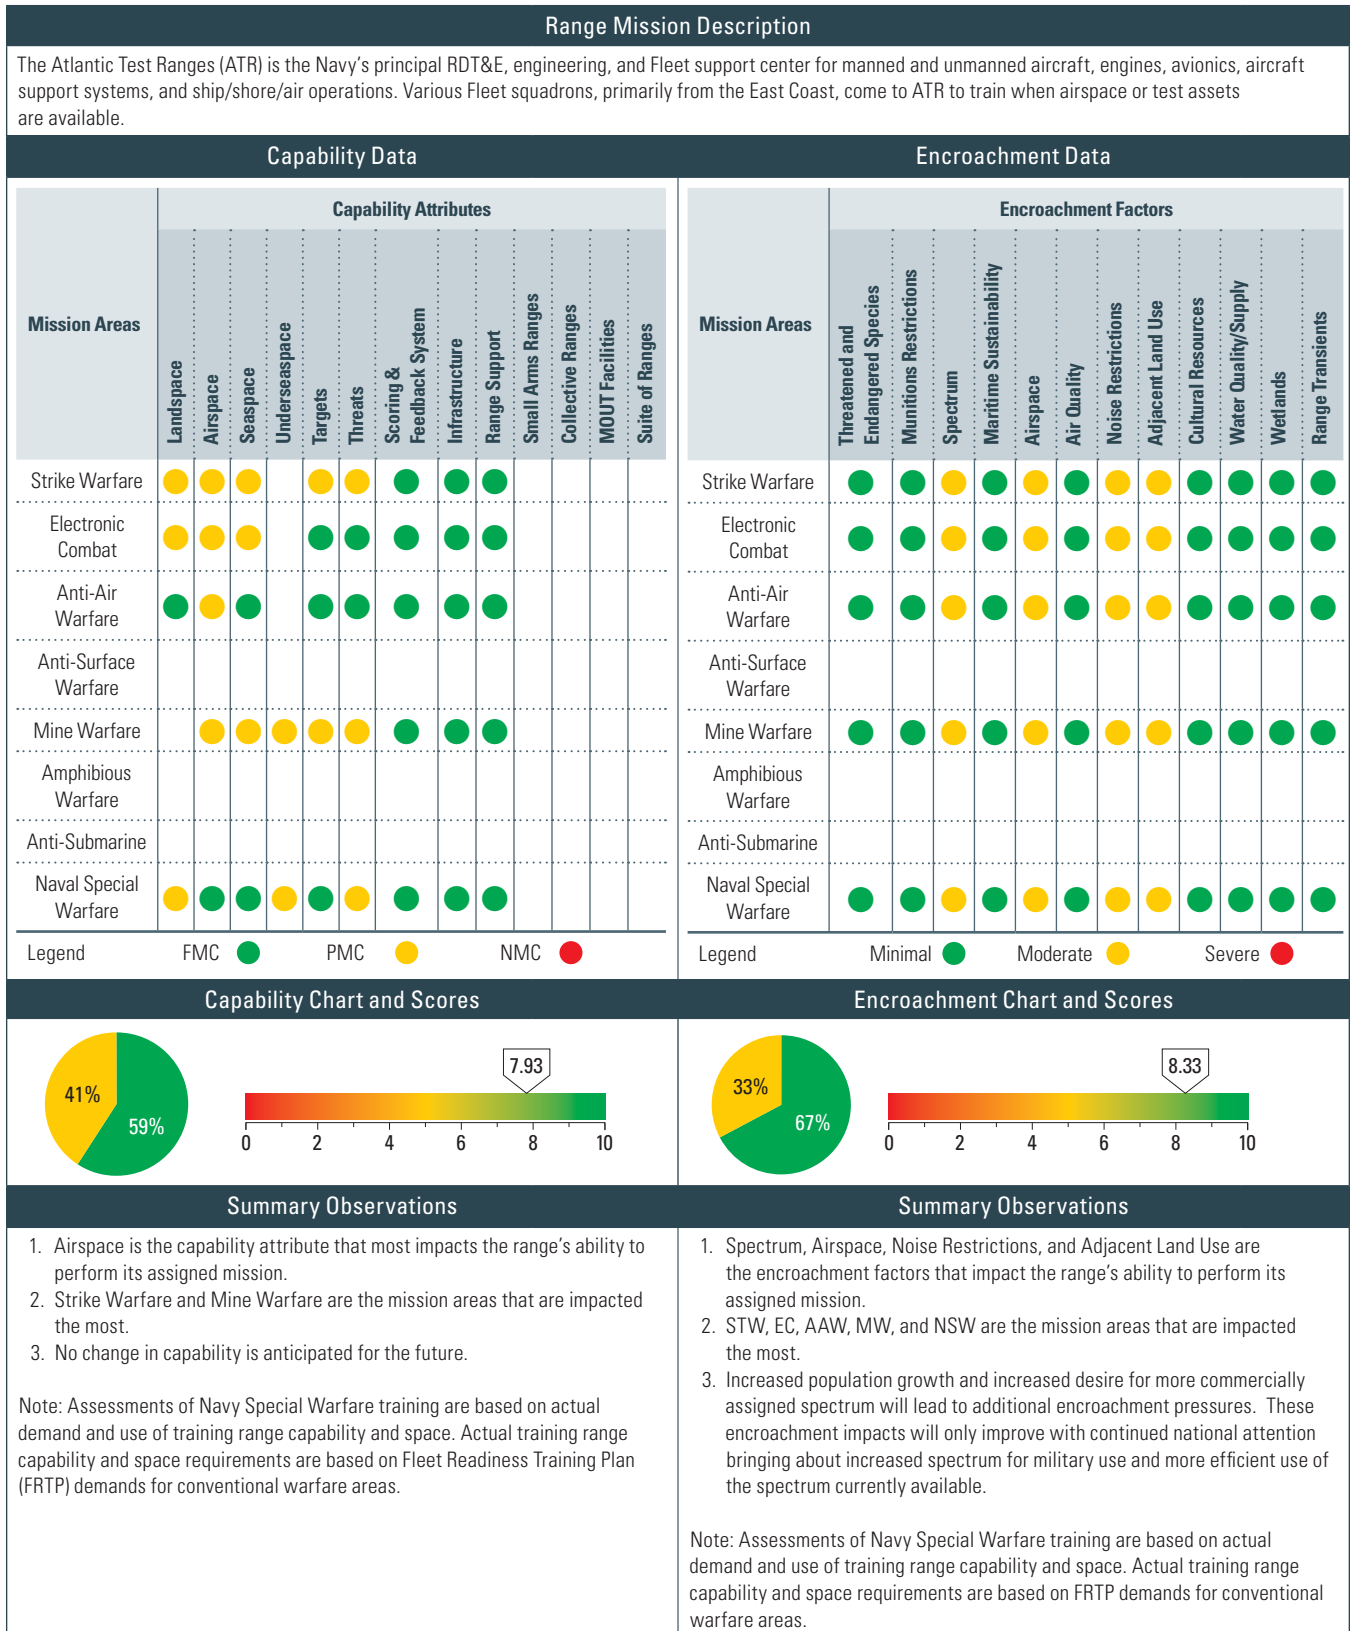 Range Mission Description
The Atlantic Test Ranges (ATR) is the Navy's principal RDT&E, engineering, and Fleet support center for manned and unmanned aircraft, engines, avionics, aircraft
support systems, and ship/shore/air operations. Various Fleet squadrons, primarily from the East Coast, come to ATR to train when airspace or test assets
are available.
Capability Data
Mission Areas
Capability Attributes
Landspace
Airspace
Seaspace
Underseaspace
Targets
Threats
Scoring &
Feedback System
Infrastructure
Range Support
Small Arms Ranges
Collective Ranges
MOUT Facilities
Suite of Ranges
Strike Warfare
Electronic
Combat
Anti-Air
Warfare
Anti-Surface
Warfare
Mine Warfare
Amphibious
Warfare
Anti-Submarine
Naval Special
Warfare
Legend FMC PMC NMC
Encroachment Data
Mission Areas
Encroachment Factors
Threatened and
Endangered Species
Munitions Restrictions
Spectrum
Maritime Sustainability
Airspace
Air Quality
Noise Restrictions
Adjacent Land Use
Cultural Resources
Water Quality/Supply
Wetlands
Range Transients
Strike Warfare
Electronic
Combat
Anti-Air
Warfare
Anti-Surface
Warfare
Mine Warfare
Amphibious
Warfare
Anti-Submarine
Naval Special
Warfare
Legend Minimal Moderate Severe
Capability Chart and Scores
41%
59%
7.93
0 2 4 6 8 10
Encroachment Chart and Scores
33%
67%
8.33
0 2 4 6 8 10
Summary Observations
1. Airspace is the capability attribute that most impacts the range's ability to
perform its assigned mission.
2. Strike Warfare and Mine Warfare are the mission areas that are impacted
the most.
3. No change in capability is anticipated for the future.
Note: Assessments of Navy Special Warfare training are based on actual
demand and use of training range capability and space. Actual training range
capability and space requirements are based on Fleet Readiness Training Plan
(FRTP) demands for conventional warfare areas.
Summary Observations
1. Spectrum, Airspace, Noise Restrictions, and Adjacent Land Use are
the encroachment factors that impact the range's ability to perform its
assigned mission.
2. STW, EC, AAW, MW, and NSW are the mission areas that are impacted
the most.
3. Increased population growth and increased desire for more commercially
assigned spectrum will lead to additional encroachment pressures. These
encroachment impacts will only improve with continued national attention
bringing about increased spectrum for military use and more efficient use of
the spectrum currently available.
Note: Assessments of Navy Special Warfare training are based on actual
demand and use of training range capability and space. Actual training range
capability and space requirements are based on FRTP demands for conventional
warfare areas.